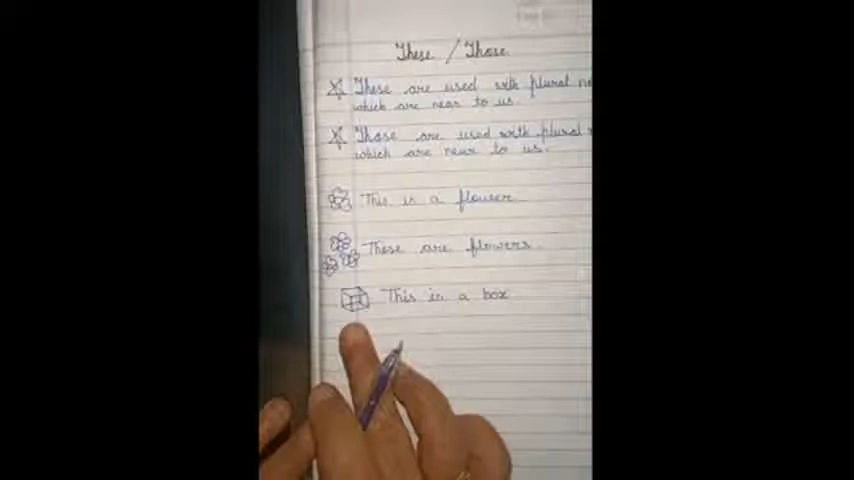 These / Those
These are used with plural
which are near to us.
Those are used with plural
which are near to us.
This is a flower
These are flowers.
This is a box